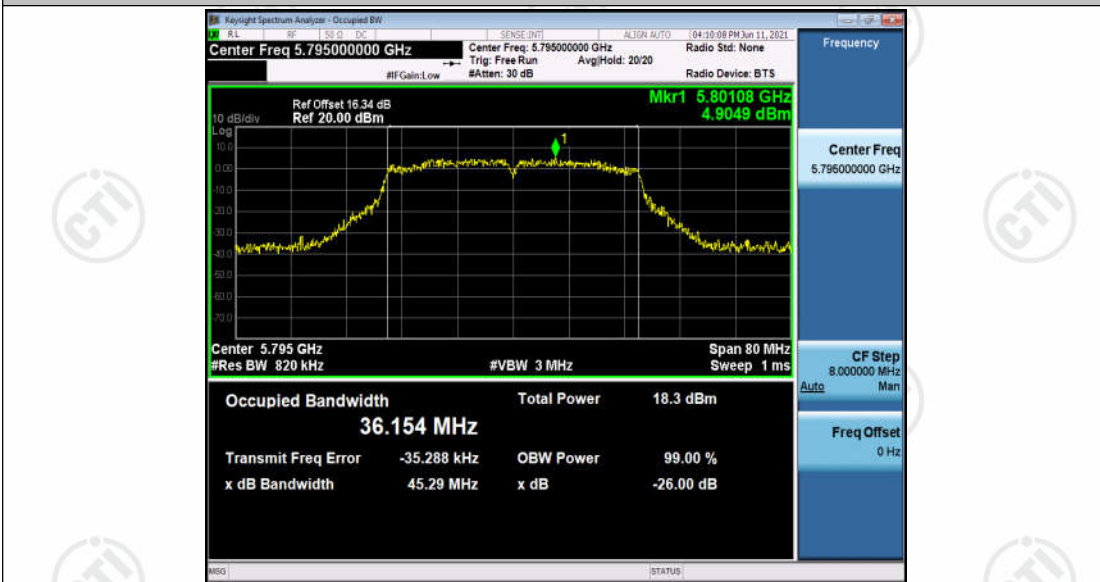 Keysight Spectrum Analyzer - Occupied BW
RL RF 50 Ω DC SENSE:INT ALIGN AUTO 04:10:08 PM Jun 11, 2021
Center Freq 5.795000000 GHz
Center Freq: 5.795000000 GHz
Radio Std: None
Trig: Free Run Avg|Hold: 20/20
#IFGain:Low #Atten: 30 dB Radio Device: BTS
Frequency
Mkr1 5.80108 GHz
4.9049 dBm
Ref Offset 16.34 dB
10 dB/div Ref 20.00 dBm
Log
10.0
0.00
-10.0
-20.0
-30.0
-40.0
-50.0
-60.0
-70.0
1
Center 5.795 GHz Span 80 MHz
#Res BW 820 kHz #VBW 3 MHz Sweep 1 ms
Center Freq
5.795000000 GHz
CF Step
8.000000 MHz
Auto Man
Freq Offset
0 Hz
Occupied Bandwidth Total Power 18.3 dBm
36.154 MHz
Transmit Freq Error -35.288 kHz OBW Power 99.00 %
x dB Bandwidth 45.29 MHz x dB -26.00 dB
MSG STATUS
CTI
CTI